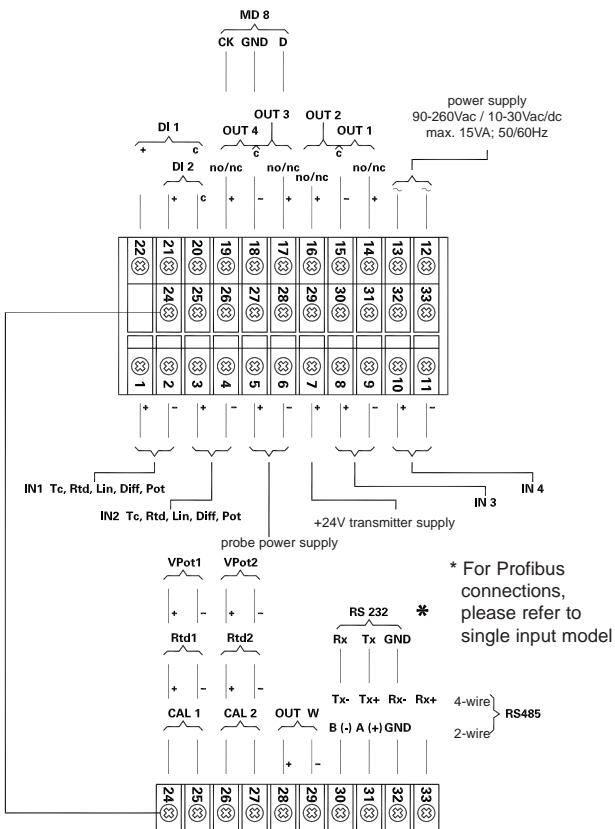 MD 8
CK GND D
OUT 3 OUT 2
OUT 4 OUT 1
c c
power supply
90-260Vac / 10-30Vac/dc
max. 15VA; 50/60Hz
DI 1
+ c
DI 2
no/nc no/nc no/nc no/nc
+ c + – + + – + ~ ~
22 21 20 19 18 17 16 15 14 13 12
24 25 26 27 28 29 30 31 32 33
1 2 3 4 5 6 7 8 9 10 11
+ – + – + – + + – + –
IN1 Tc, Rtd, Lin, Diff, Pot
IN2 Tc, Rtd, Lin, Diff, Pot
probe power supply
+24V transmitter supply
IN 3
IN 4
VPot1 VPot2
+ – + –
Rtd1 Rtd2
+ – + –
CAL 1 CAL 2 OUT W
+ –
RS 232 *
Rx Tx GND
Tx- Tx+ Rx- Rx+ 4-wire
B (-) A (+) GND 2-wire
RS485
* For Profibus
connections,
please refer to
single input model
24 25 26 27 28 29 30 31 32 33